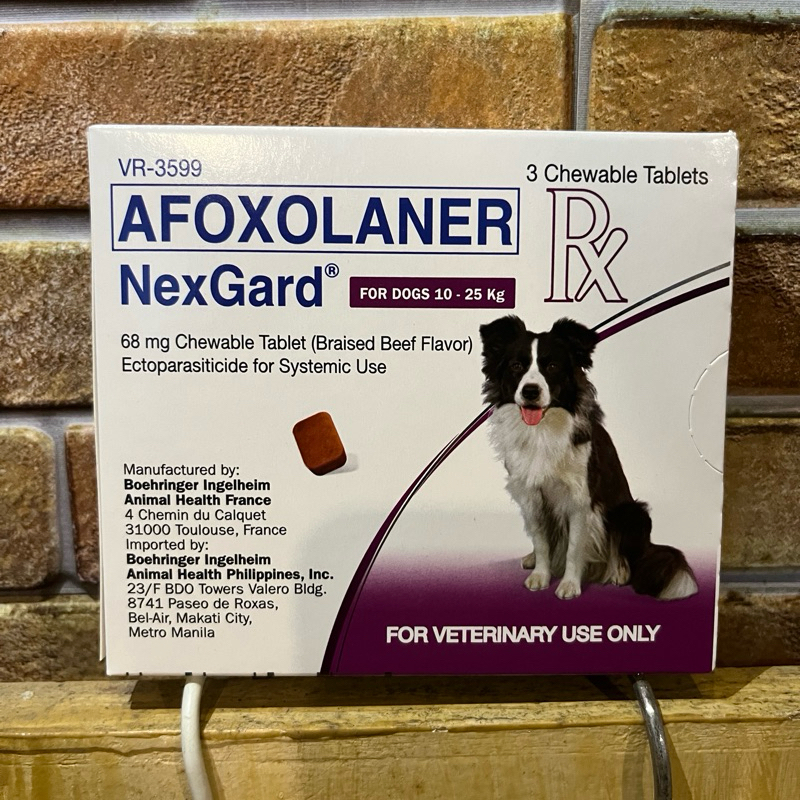 VR-3599
3 Chewable Tablets
AFOXOLANER
Rx
NexGard®
FOR DOGS 10 - 25 Kg
68 mg Chewable Tablet (Braised Beef Flavor)
Ectoparasiticide for Systemic Use
Manufactured by:
Boehringer Ingelheim
Animal Health France
4 Chemin du Calquet
31000 Toulouse, France
Imported by:
Boehringer Ingelheim
Animal Health Philippines, Inc.
23/F BDO Towers Valero Bldg.
8741 Paseo de Roxas,
Bel-Air, Makati City,
Metro Manila
FOR VETERINARY USE ONLY